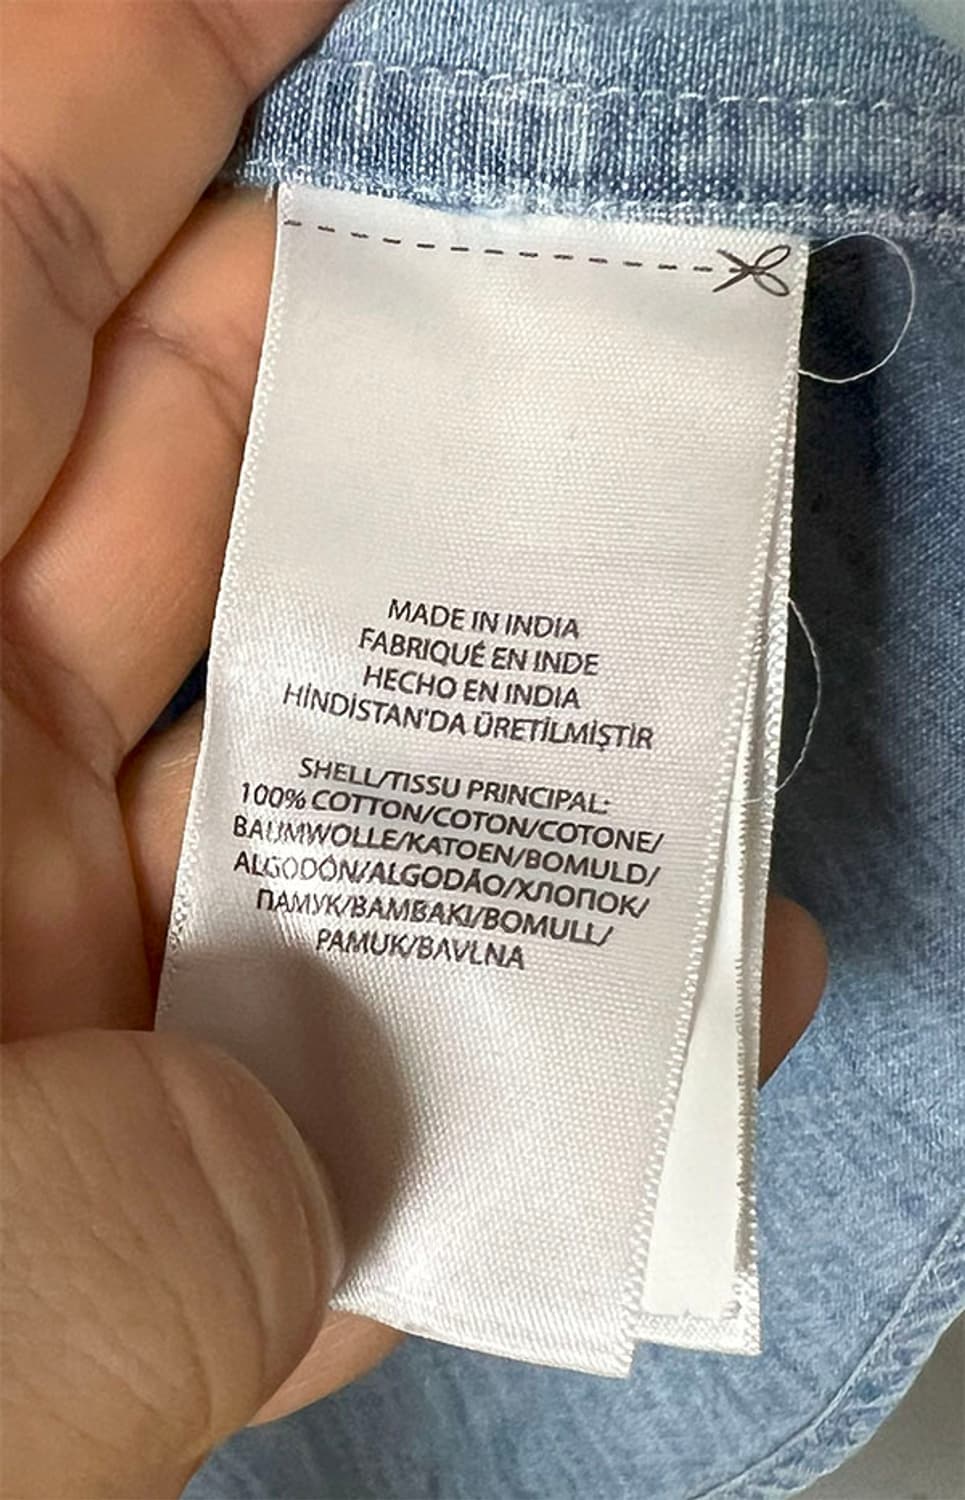 MADE IN INDIA
FABRIQUÉ EN INDE
HECHO EN INDIA
HİNDİSTAN'DA ÜRETİLMİŞTİR
SHELL/TISSU PRINCIPAL:
100% COTTON/COTON/COTONE/
BAUMWOLLE/KATOEN/BOMULD/
ALGODÓN/ALGODÃO/ХЛОПОК/
ПАМУК/BAMBAKI/BOMULL/
PAMUK/BAVLNA